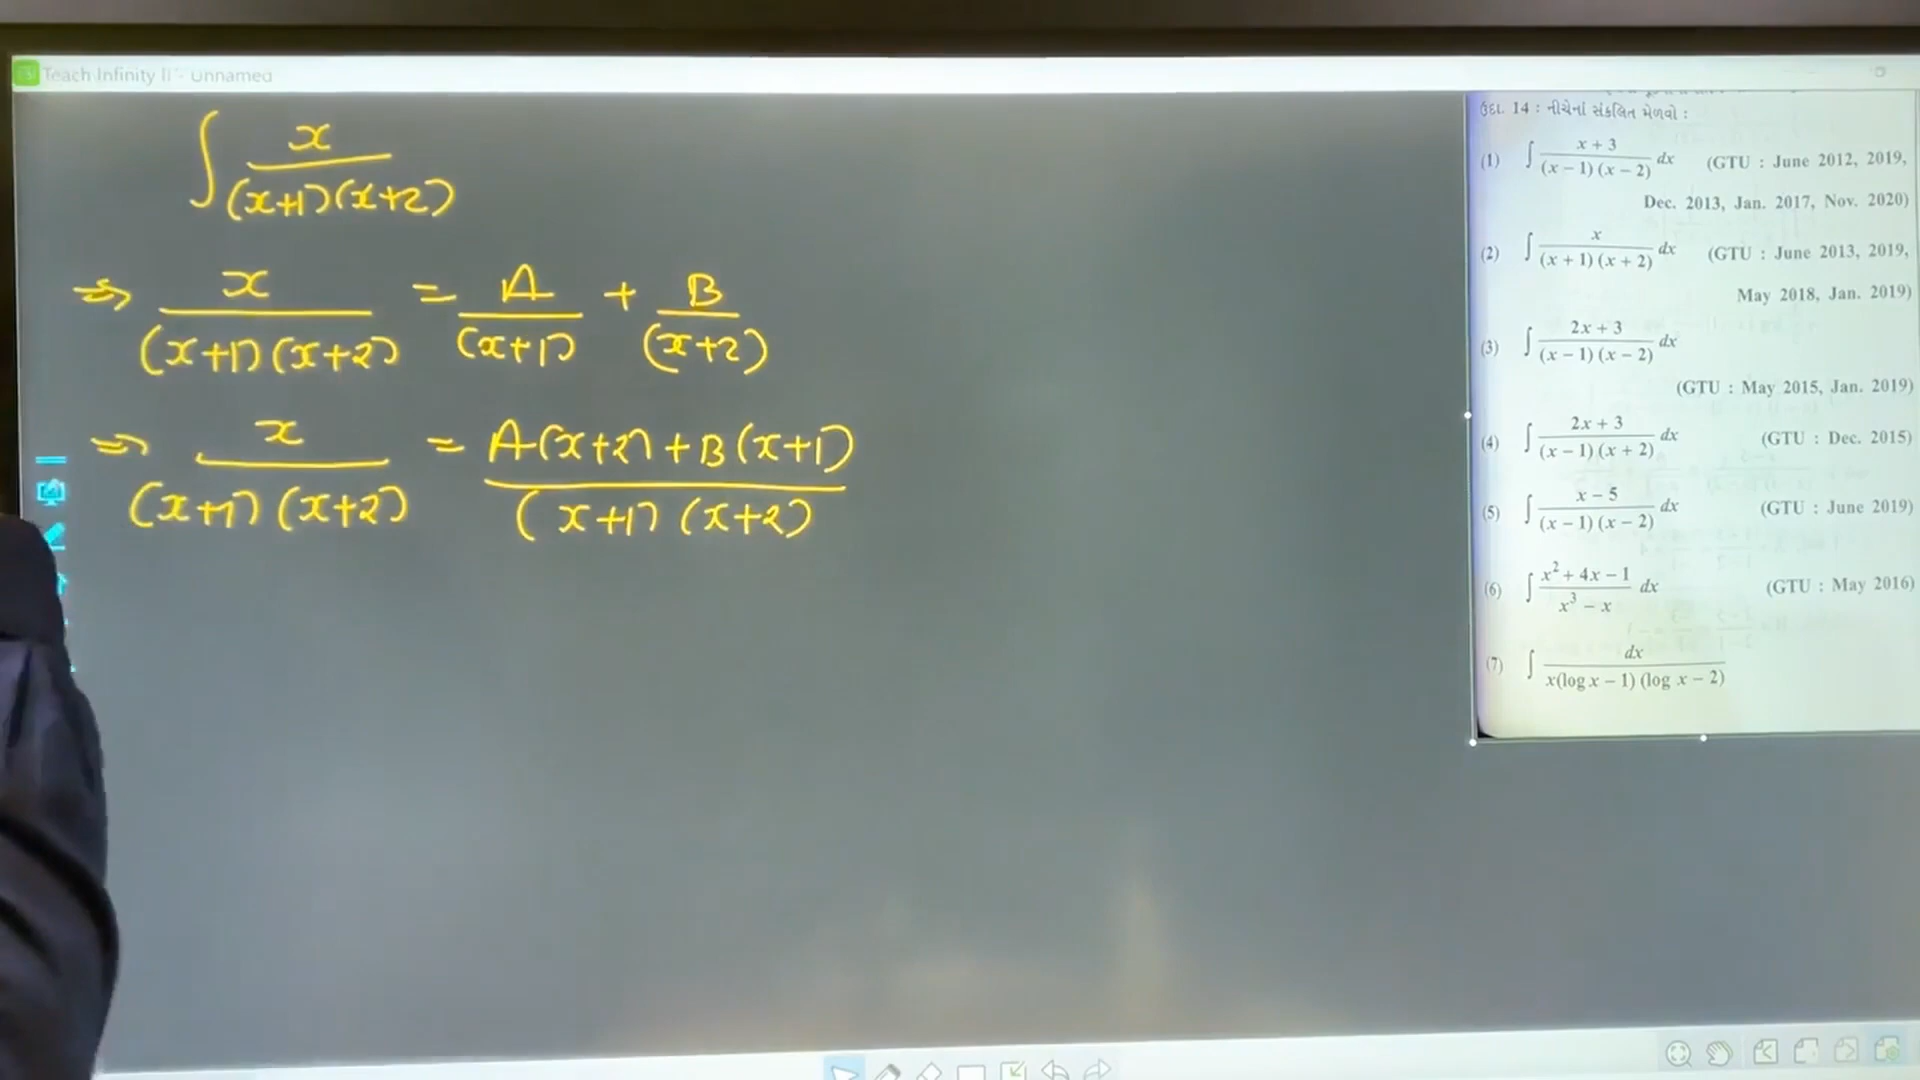 Teach Infinity II - Unnamed
∫ x / (x+1)(x+2)
⇒ x / (x+1)(x+2) = A / (x+1) + B / (x+2)
⇒ x / (x+1)(x+2) = A(x+2) + B(x+1) / (x+1)(x+2)
ઉદા. 14 : નીચેનાં સંકલિત મેળવો :
(1) ∫ x + 3 / (x − 1) (x − 2) dx (GTU : June 2012, 2019,
Dec. 2013, Jan. 2017, Nov. 2020)
(2) ∫ x / (x + 1) (x + 2) dx (GTU : June 2013, 2019,
May 2018, Jan. 2019)
(3) ∫ 2x + 3 / (x − 1) (x − 2) dx
(GTU : May 2015, Jan. 2019)
(4) ∫ 2x + 3 / (x − 1) (x + 2) dx (GTU : Dec. 2015)
(5) ∫ x − 5 / (x − 1) (x − 2) dx (GTU : June 2019)
(6) ∫ x² + 4x − 1 / x³ − x dx (GTU : May 2016)
(7) ∫ dx / x(log x − 1) (log x − 2)